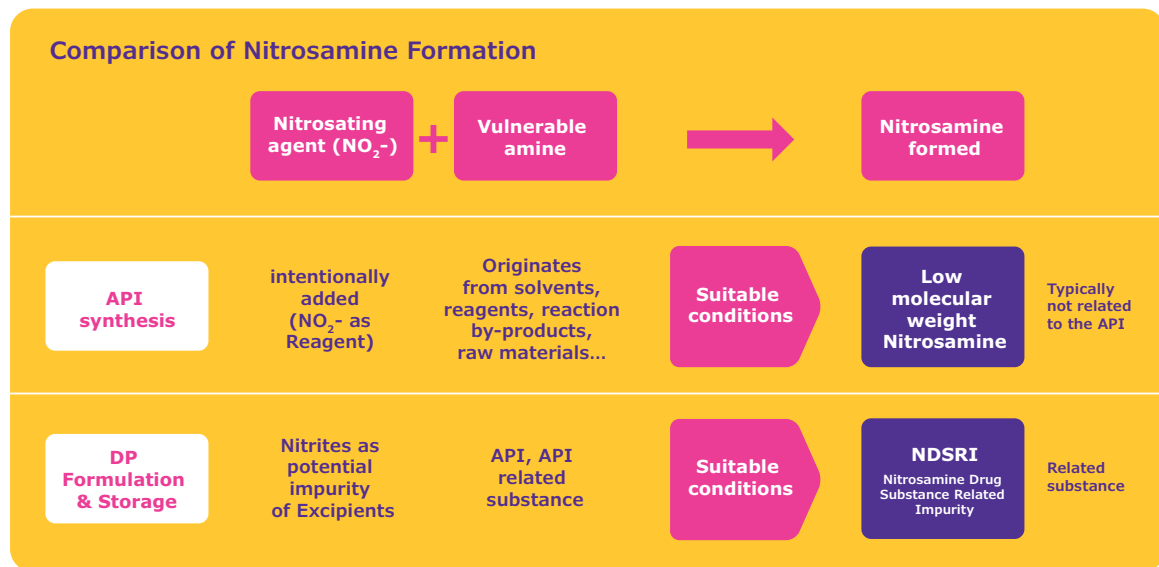 Comparison of Nitrosamine Formation
Nitrosating
agent (NO₂-)
+
Vulnerable
amine
Nitrosamine
formed
API
synthesis
intentionally
added
(NO₂- as
Reagent)
Originates
from solvents,
reagents, reaction
by-products,
raw materials...
Suitable
conditions
Low
molecular
weight
Nitrosamine
Typically
not related
to the API
DP
Formulation
& Storage
Nitrites as
potential
impurity
of Excipients
API, API
related
substance
Suitable
conditions
NDSRI
Nitrosamine Drug
Substance Related
Impurity
Related
substance